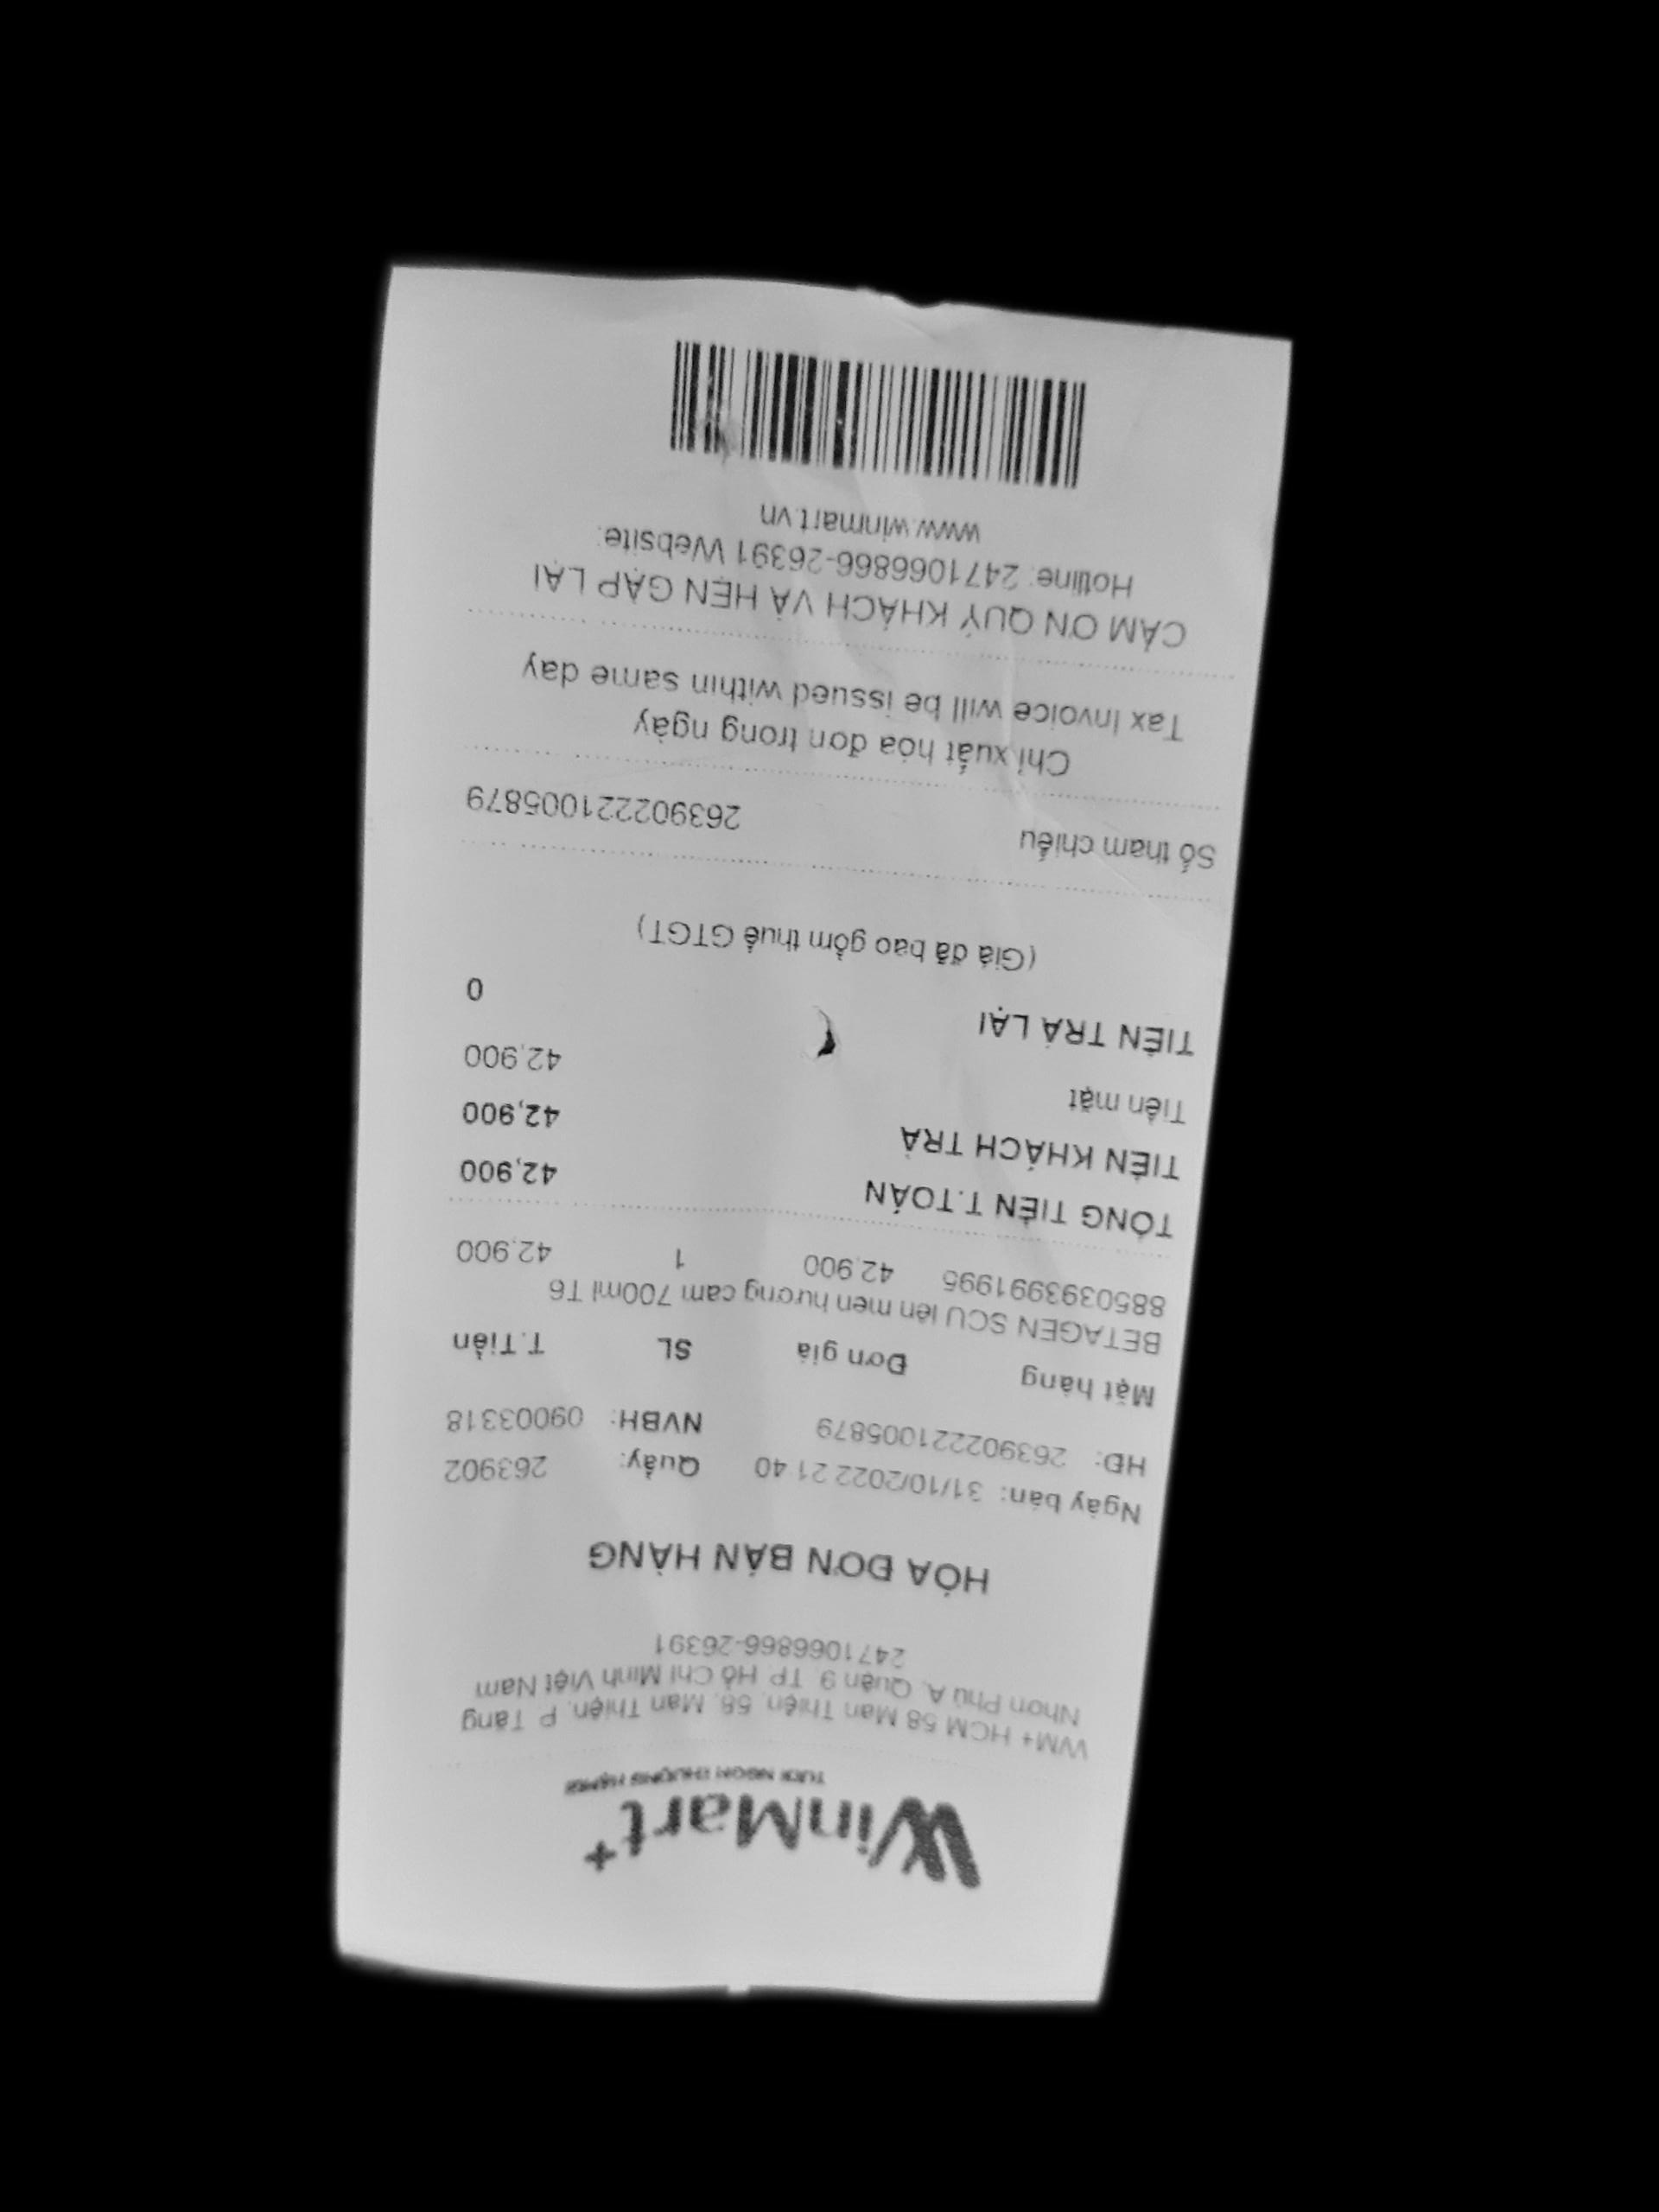 WinMart+
TƯƠI NGON THƯỢNG HẠNG
WM+ HCM 58 Man Thiện, 58, Man Thiện, P. Tăng
Nhơn Phú A, Quận 9, TP. Hồ Chí Minh Việt Nam
2471066866-26391
HÓA ĐƠN BÁN HÀNG
Ngày bán: 31/10/2022 21:40 Quầy: 263902
HĐ: 263902221005879 NVBH: 09003318
Mặt hàng Đơn giá SL T.Tiền
BETAGEN SCU lên men hương cam 700ml T6
8850393991995 42,900 1 42,900
TỔNG TIỀN T.TOÁN 42,900
TIỀN KHÁCH TRẢ 42,900
Tiền mặt 42,900
TIỀN TRẢ LẠI 0
(Giá đã bao gồm thuế GTGT)
Số tham chiếu 263902221005879
Chỉ xuất hóa đơn trong ngày
Tax Invoice will be issued within same day
CẢM ƠN QUÝ KHÁCH VÀ HẸN GẶP LẠI
Hotline: 2471066866-26391 Website:
www.winmart.vn